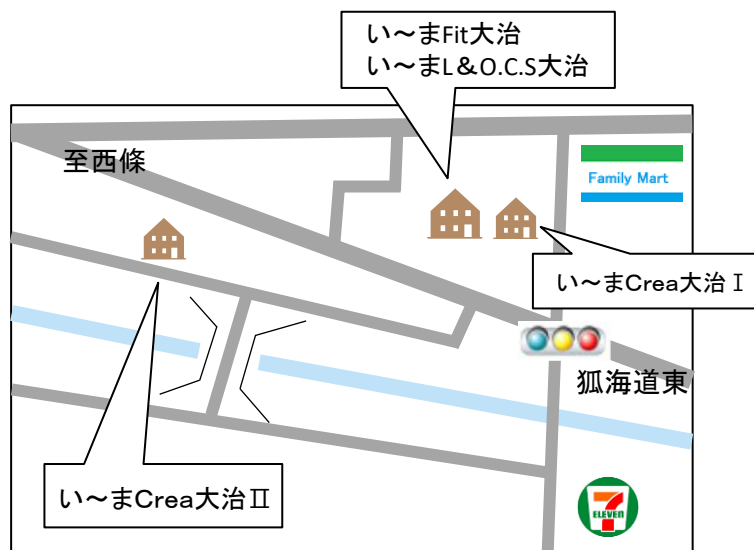 い～まFit大治
い～まL＆O.C.S大治
至西條
Family Mart
い～まCrea大治Ⅰ
狐海道東
い～まCrea大治Ⅱ
7
ELEVEN